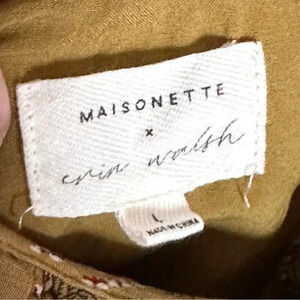 MAISONETTE
x
erin walsh
L
MADE IN CHINA